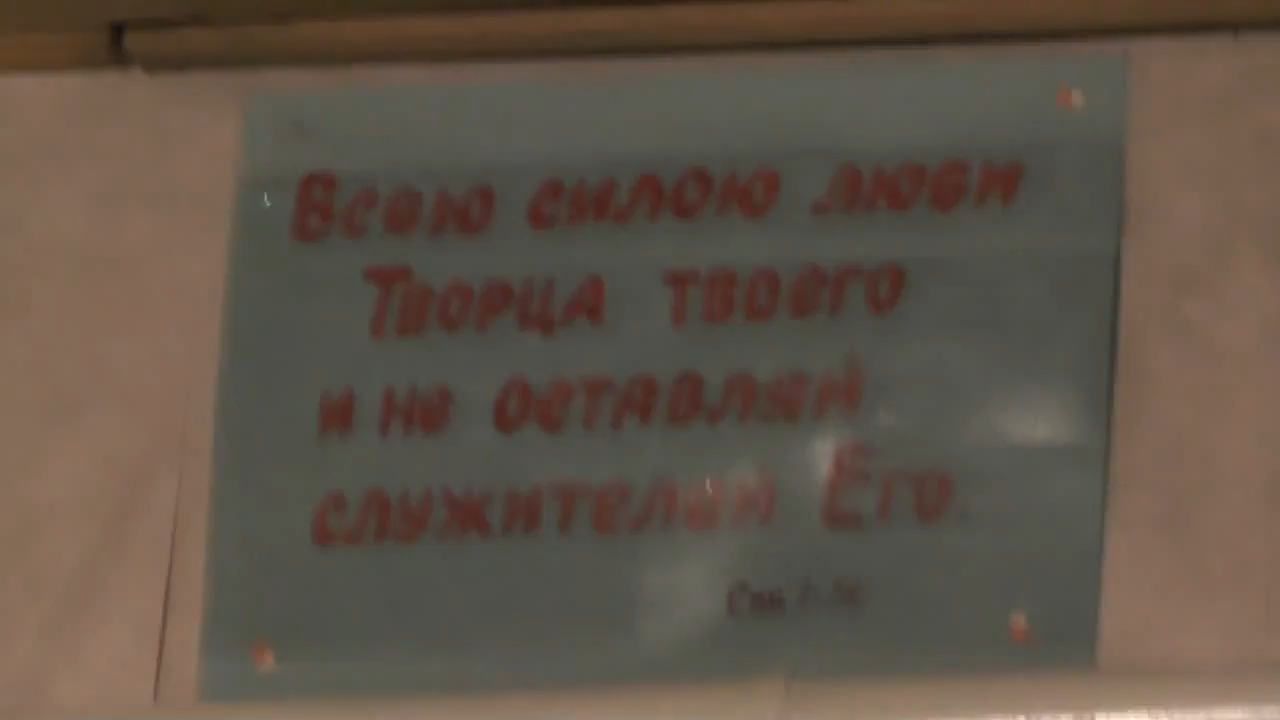 Всею силою люби
Творца твоего
и не оставляй
служителей Его.